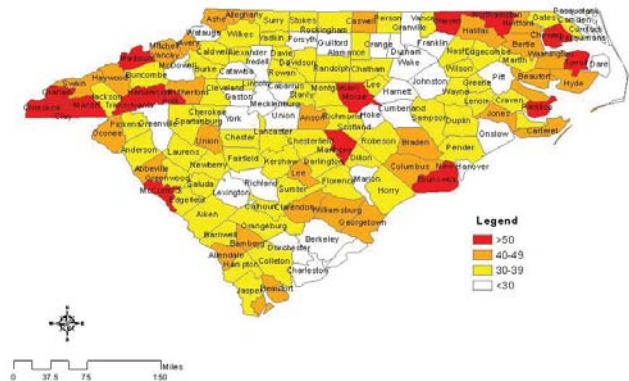 Ashe
Alleghany
Surry
Stokes
Rockingham
Caswell
Person
Granville
Vance
Warren
Northampton
Hertford
Gates
Pasquotank
Camden
Currituck
Perquimans
Watauga
Wilkes
Yadkin
Forsyth
Guilford
Alamance
Orange
Durham
Franklin
Nash
Halifax
Bertie
Chowan
Mitchell
Yancey
Madison
Caldwell
Alexander
Davie
Iredell
Davidson
Randolph
Chatham
Wake
Wilson
Edgecombe
Martin
Washington
Tyrrell
Dare
Swain
Haywood
Buncombe
McDowell
Burke
Catawba
Rowan
Lee
Johnston
Greene
Pitt
Beaufort
Hyde
Graham
Cherokee
Clay
Macon
Jackson
Transylvania
Henderson
Polk
Rutherford
Cleveland
Lincoln
Gaston
Cabarrus
Stanly
Mecklenburg
Montgomery
Moore
Harnett
Wayne
Lenoir
Craven
Pamlico
Oconee
Pickens
Greenville
Cherokee
Spartanburg
York
Union
Anson
Richmond
Hoke
Scotland
Cumberland
Sampson
Duplin
Jones
Onslow
Carteret
Anderson
Laurens
Union
Chester
Lancaster
Chesterfield
Marlboro
Robeson
Bladen
Pender
New Hanover
Abbeville
Greenwood
Newberry
Fairfield
Kershaw
Darlington
Dillon
Columbus
Brunswick
McCormick
Saluda
Edgefield
Lexington
Richland
Lee
Sumter
Florence
Marion
Horry
Aiken
Calhoun
Clarendon
Williamsburg
Georgetown
Orangeburg
Barnwell
Bamberg
Allendale
Dorchester
Berkeley
Hampton
Colleton
Charleston
Jasper
Beaufort
Legend
>50
40-49
30-39
<30
N
W
E
S
Miles
0 37.5 75 150